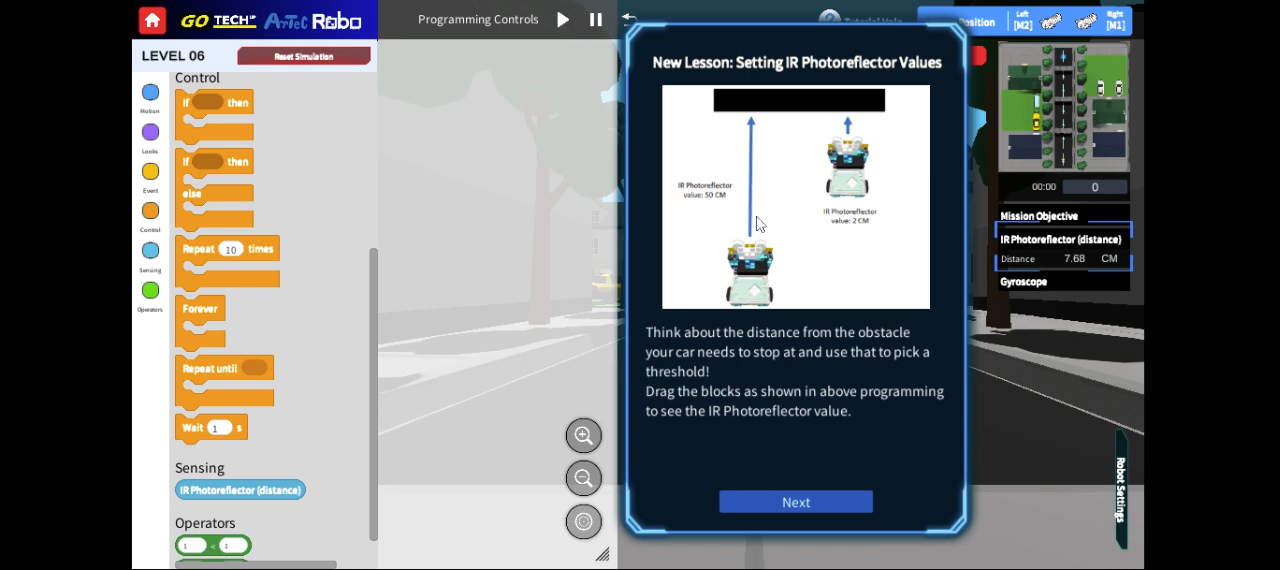 GO TECH
ArTec Robo
Programming Controls
Tutorial Help
Position
Left
[M2]
Right
[M1]
LEVEL 06
Reset Simulation
Motion
Looks
Event
Control
Sensing
Operators
Control
If then
If then
else
Repeat 10 times
Forever
Repeat until
Wait 1 s
Sensing
IR Photoreflector (distance)
Operators
1 < 1
New Lesson: Setting IR Photoreflector Values
IR Photoreflector
value: 50 CM
IR Photoreflector
value: 2 CM
Think about the distance from the obstacle
your car needs to stop at and use that to pick a
threshold!
Drag the blocks as shown in above programming
to see the IR Photoreflector value.
Next
00:00 0
Mission Objective
IR Photoreflector (distance)
Distance 7.68 CM
Gyroscope
Robot Settings